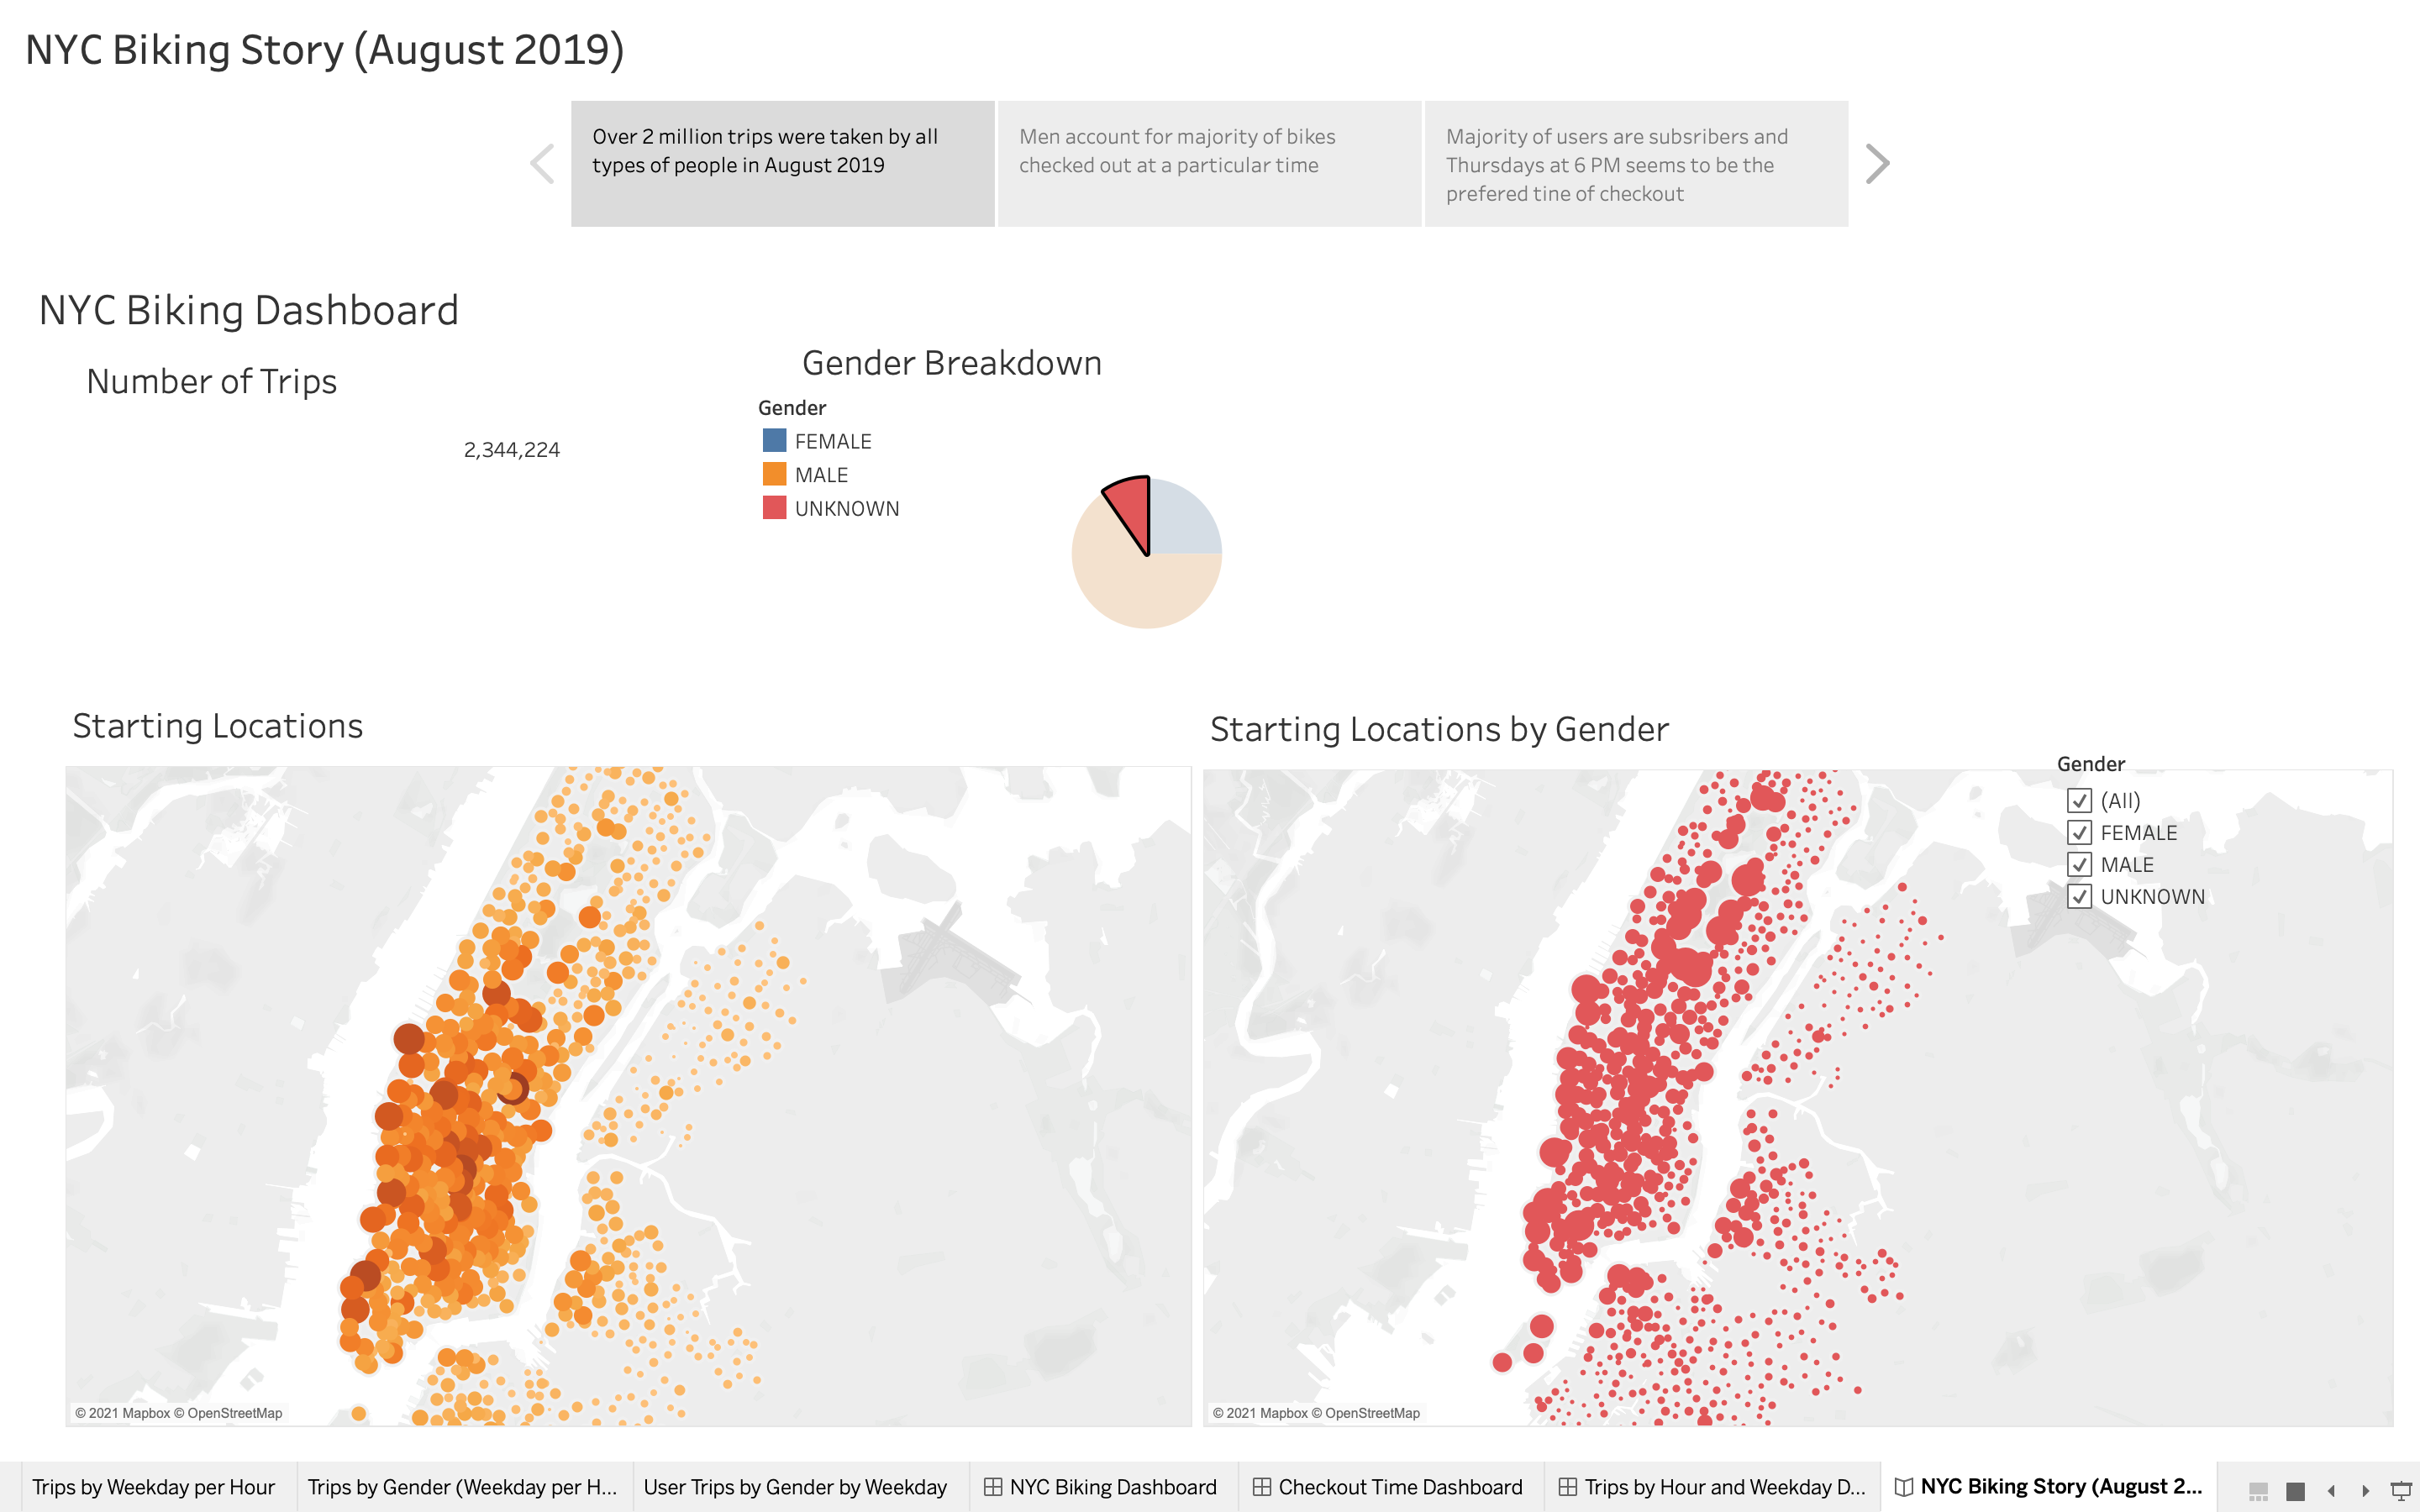 NYC Biking Story (August 2019)
Over 2 million trips were taken by all
types of people in August 2019
Men account for majority of bikes
checked out at a particular time
Majority of users are subsribers and
Thursdays at 6 PM seems to be the
prefered tine of checkout
NYC Biking Dashboard
Number of Trips
2,344,224
Gender Breakdown
Gender
FEMALE
MALE
UNKNOWN
Starting Locations
© 2021 Mapbox © OpenStreetMap
Starting Locations by Gender
Gender
(All)
FEMALE
MALE
UNKNOWN
© 2021 Mapbox © OpenStreetMap
Trips by Weekday per Hour
Trips by Gender (Weekday per H...
User Trips by Gender by Weekday
NYC Biking Dashboard
Checkout Time Dashboard
Trips by Hour and Weekday D...
NYC Biking Story (August 2...